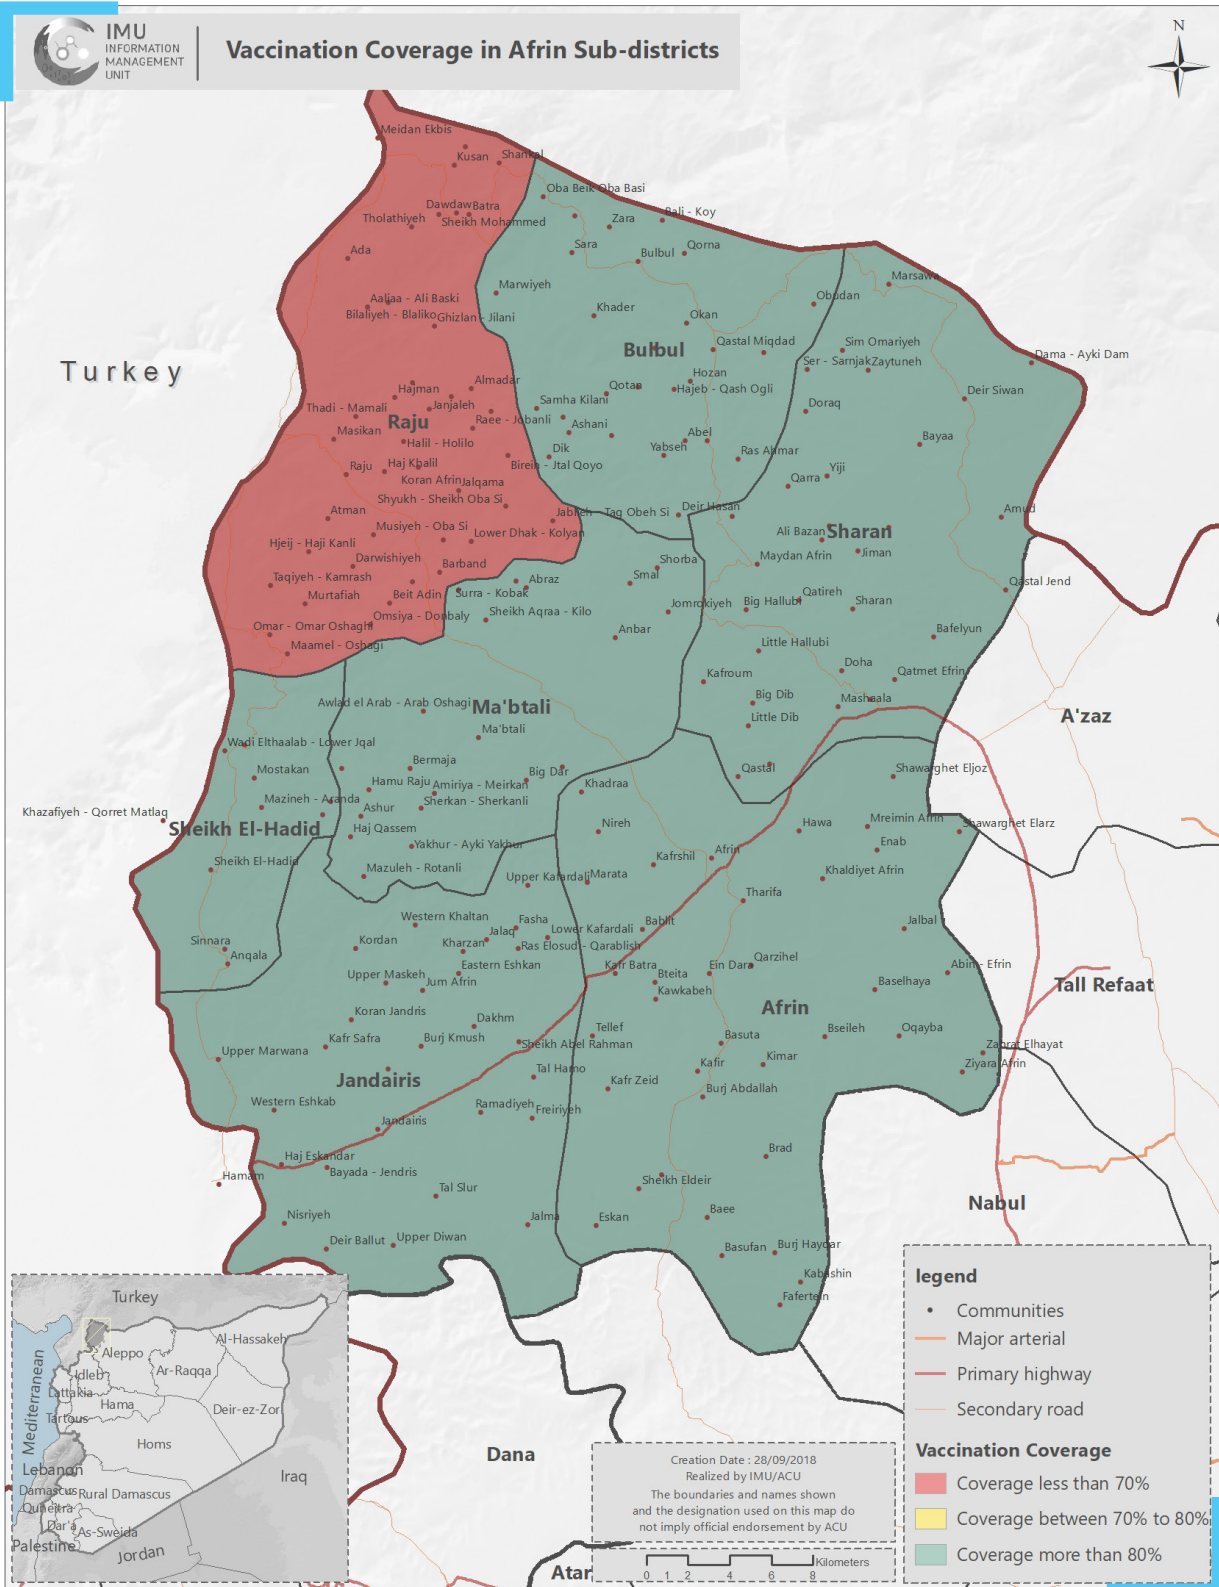 IMU
INFORMATION
MANAGEMENT
UNIT
Vaccination Coverage in Afrin Sub-districts
N
Meidan Ekbis
Kusan
Shankal
Oba Beik Oba Basi
Dawdaw
Batra
Tholathiyeh
Sheikh Mohammed
Zara
Bali - Koy
Ada
Sara
Bulbul
Qorna
Marsawa
Marwiyeh
Aaljaa - Ali Baski
Bilaliyeh - Blaliko
Ghizlan - Jilani
Khader
Okan
Obudan
Bulbul
Qastal Miqdad
Sim Omariyeh
Dama - Ayki Dam
Ser - Sarnjak
Zaytuneh
Turkey
Hozan
Hajman
Almadar
Qotan
Hajeb - Qash Ogli
Deir Siwan
Thadi - Mamali
Janjaleh
Samha Kilani
Doraq
Raju
Raee - Jobanli
Ashani
Masikan
Halil - Holilo
Abel
Bayaa
Dik
Yabseh
Ras Ahmar
Raju
Haj Khalil
Birein - Jtal Qoyo
Yiji
Koran Afrin
Jalqama
Qarra
Shyukh - Sheikh Oba Si
Atman
Jablieh
Tag Obeh Si
Deir Hasan
Amud
Musiyeh - Oba Si
Lower Dhak - Kolyan
Ali Bazan
Sharan
Hjeij - Haji Kanli
Jiman
Darwishiyeh
Barband
Shorba
Maydan Afrin
Taqiyeh - Kamrash
Abraz
Smal
Qastal Jend
Murtafiah
Beit Adin
Surra - Kobak
Qatireh
Omsiya - Donbaly
Sheikh Aqraa - Kilo
Jomrokiyeh
Big Hallubi
Sharan
Omar - Omar Oshaghi
Anbar
Bafelyun
Maamel - Oshagi
Little Hallubi
Kafroum
Doha
Qatmet Efrin
Awlad el Arab - Arab Oshagi
Ma'btali
Big Dib
Mashaala
Little Dib
A'zaz
Ma'btali
Wadi Elthaalab - Lower Jqal
Bermaja
Mostakan
Hamu Raju
Amiriya - Meirkan
Big Dar
Khadraa
Qastal
Shawarghet Eljoz
Mazineh - Aranda
Ashur
Sherkan - Sherkanli
Khazafiyeh - Qorret Matlaq
Sheikh El-Hadid
Haj Qassem
Nireh
Hawa
Mreimin Afrin
Shawarghet Elarz
Yakhur - Ayki Yakhur
Afrin
Enab
Sheikh El-Hadid
Mazuleh - Rotanli
Kafrshil
Upper Kafardali
Marata
Khaldiyet Afrin
Tharifa
Western Khaltan
Fasha
Bablit
Jalbal
Kordan
Kharzan
Jalaq
Lower Kafardali
Sinnara
Ras Elosud - Qarablish
Anqala
Upper Maskeh
Eastern Eshkan
Kafr Batra
Ein Dara
Qarzihel
Abin - Efrin
Jum Afrin
Bteita
Baselhaya
Tall Refaat
Kawkabeh
Afrin
Koran Jandris
Dakhm
Tellef
Kafr Safra
Burj Kmush
Sheikh Abel Rahman
Basuta
Bseileh
Oqayba
Upper Marwana
Zahrat Elhayat
Tal Hamo
Kafir
Kimar
Ziyara Afrin
Jandairis
Kafr Zeid
Burj Abdallah
Western Eshkab
Ramadiyeh
Freiriyeh
Jandairis
Brad
Haj Eskandar
Hamam
Bayada - Jendris
Sheikh Eldeir
Tal Slur
Nabul
Nisriyeh
Jalma
Eskan
Baee
Deir Ballut
Upper Diwan
Basufan
Burj Haydar
Kabashin
Fafertein
Dana
Atar
Turkey
Al-Hassakeh
Aleppo
Ar-Raqqa
Idleb
Lattakia
Hama
Deir-ez-Zor
Tartous
Mediterranean
Homs
Lebanon
Iraq
Damascus
Rural Damascus
Quneitra
Dar'a
As-Sweida
Palestine
Jordan
Creation Date : 28/09/2018
Realized by IMU/ACU
The boundaries and names shown
and the designation used on this map do
not imply official endorsement by ACU
Kilometers
0 1 2 4 6 8
legend
Communities
Major arterial
Primary highway
Secondary road
Vaccination Coverage
Coverage less than 70%
Coverage between 70% to 80%
Coverage more than 80%